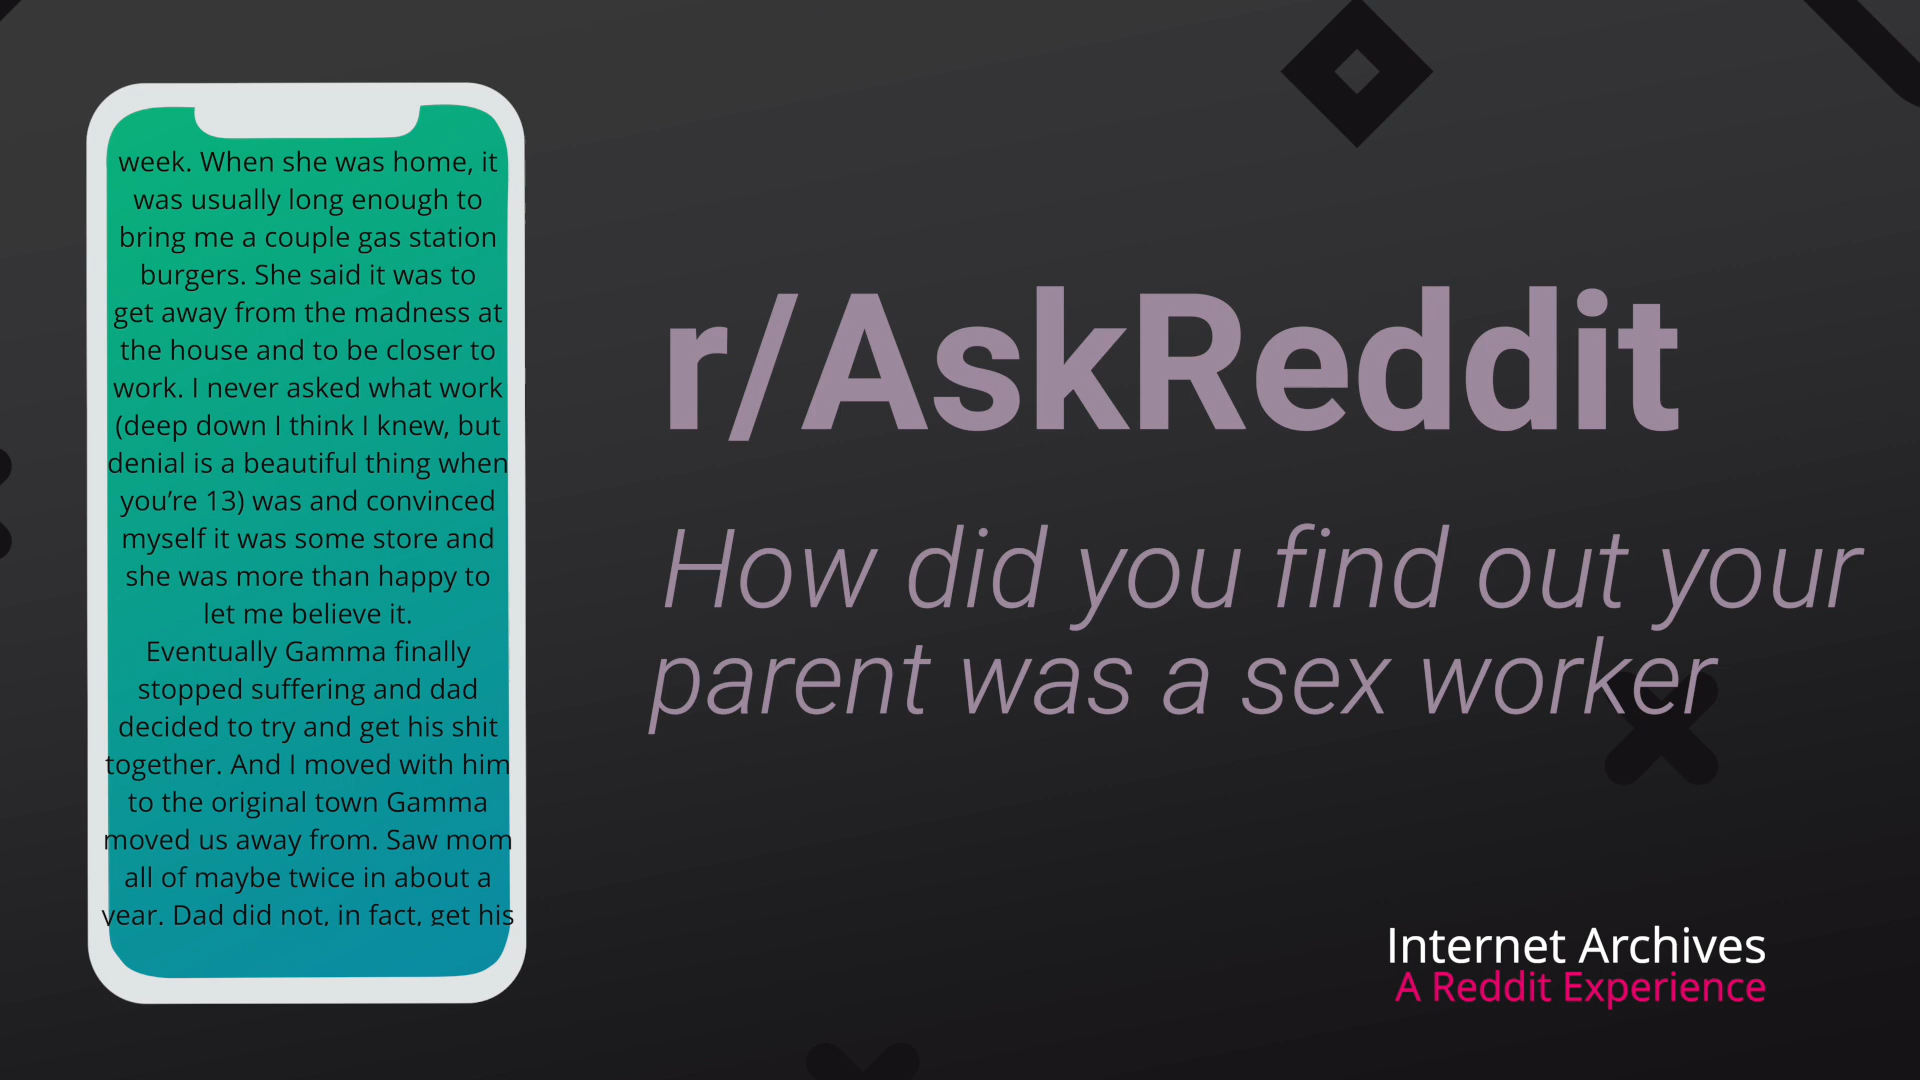 week. When she was home, it
was usually long enough to
bring me a couple gas station
burgers. She said it was to
get away from the madness at
the house and to be closer to
work. I never asked what work
(deep down I think I knew, but
denial is a beautiful thing when
you’re 13) was and convinced
myself it was some store and
she was more than happy to
let me believe it.
Eventually Gamma finally
stopped suffering and dad
decided to try and get his shit
together. And I moved with him
to the original town Gamma
moved us away from. Saw mom
all of maybe twice in about a
year. Dad did not, in fact, get his
r/AskReddit
How did you find out your
parent was a sex worker
Internet Archives
A Reddit Experience